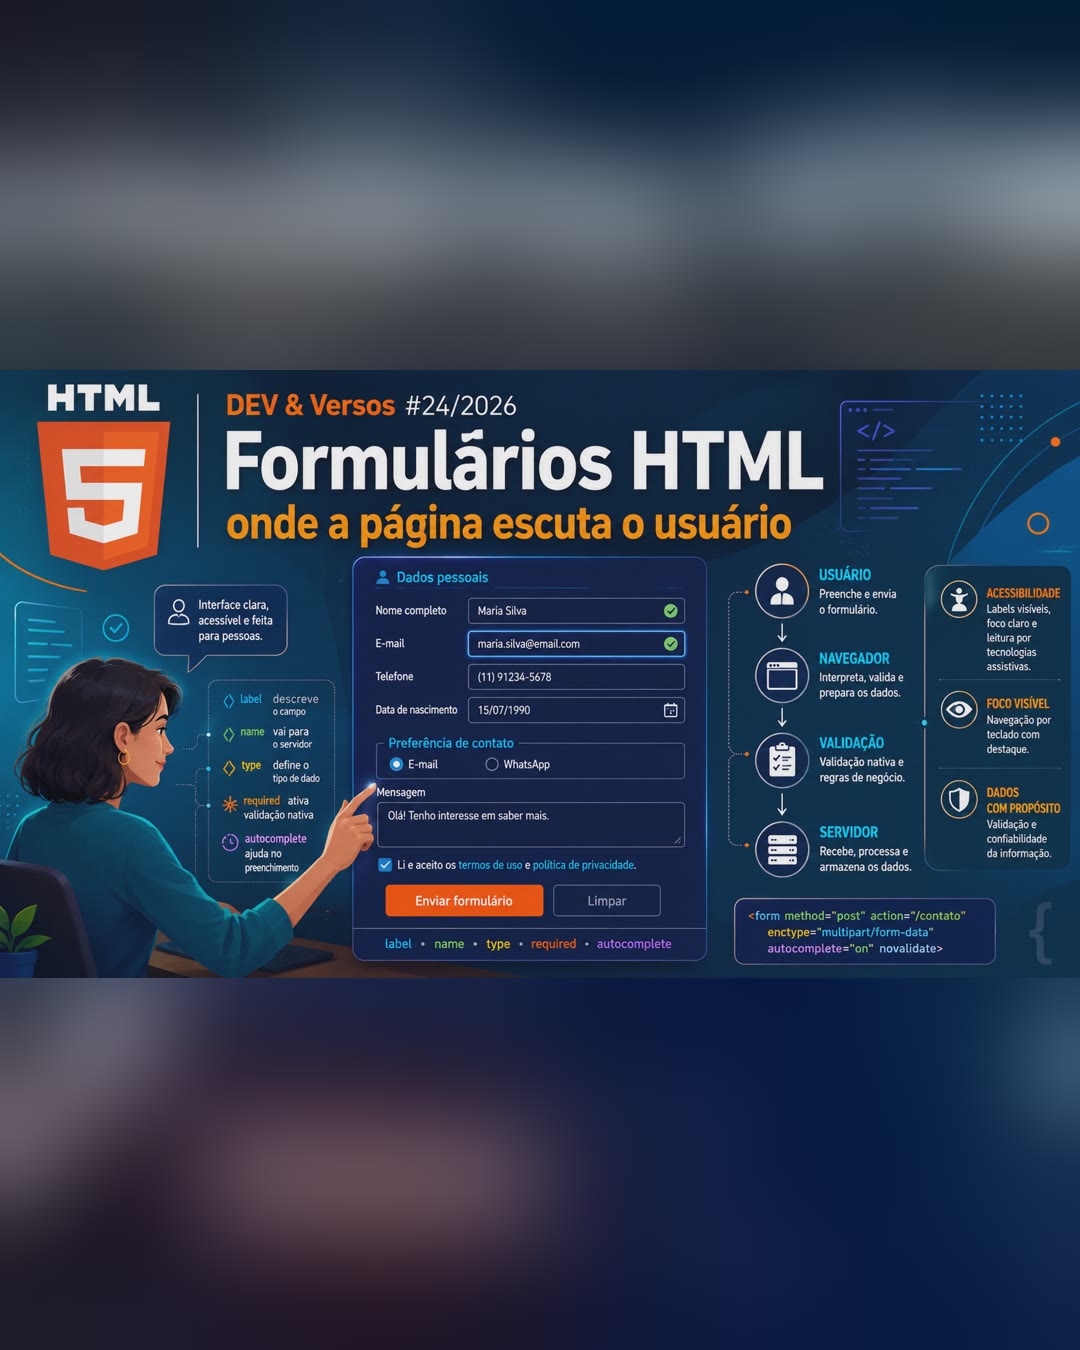 HTML
5
DEV & Versos #24/2026
Formulários HTML
onde a página escuta o usuário
</>
Interface clara,
acessível e feita
para pessoas.
label descreve
o campo
name vai para
o servidor
type define o
tipo de dado
required ativa
validação nativa
autocomplete
ajuda no
preenchimento
Dados pessoais
Nome completo Maria Silva
E-mail maria.silva@email.com
Telefone (11) 91234-5678
Data de nascimento 15/07/1990
Preferência de contato
E-mail WhatsApp
Mensagem
Olá! Tenho interesse em saber mais.
Li e aceito os termos de uso e política de privacidade.
Enviar formulário Limpar
label • name • type • required • autocomplete
USUÁRIO
Preenche e envia
o formulário.
NAVEGADOR
Interpreta, valida e
prepara os dados.
VALIDAÇÃO
Validação nativa e
regras de negócio.
SERVIDOR
Recebe, processa e
armazena os dados.
ACESSIBILIDADE
Labels visíveis,
foco claro e
leitura por
tecnologias
assistivas.
FOCO VISÍVEL
Navegação por
teclado com
destaque.
DADOS
COM PROPÓSITO
Validação e
confiabilidade
da informação.
<form method="post" action="/contato"
enctype="multipart/form-data"
autocomplete="on" novalidate>
{